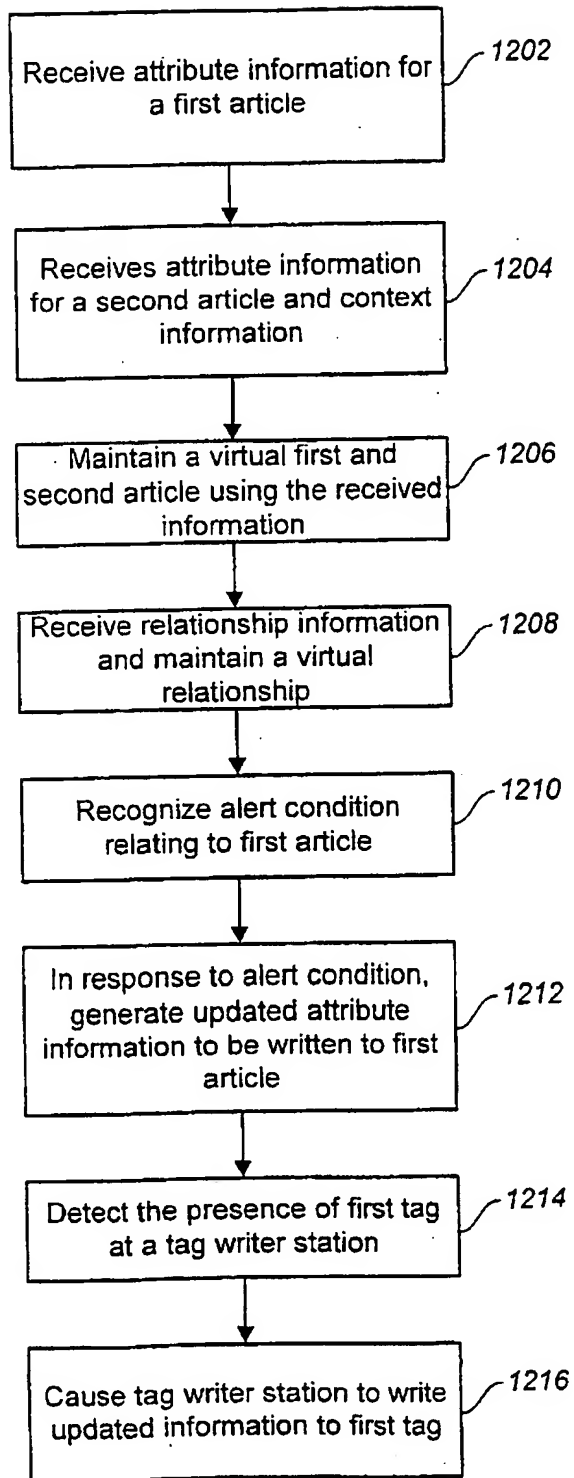 Receive attribute information for
a first article
1202
Receives attribute information
for a second article and context
information
1204
Maintain a virtual first and
second article using the received
information
1206
Receive relationship information
and maintain a virtual
relationship
1208
Recognize alert condition
relating to first article
1210
In response to alert condition,
generate updated attribute
information to be written to first
article
1212
Detect the presence of first tag
at a tag writer station
1214
Cause tag writer station to write
updated information to first tag
1216